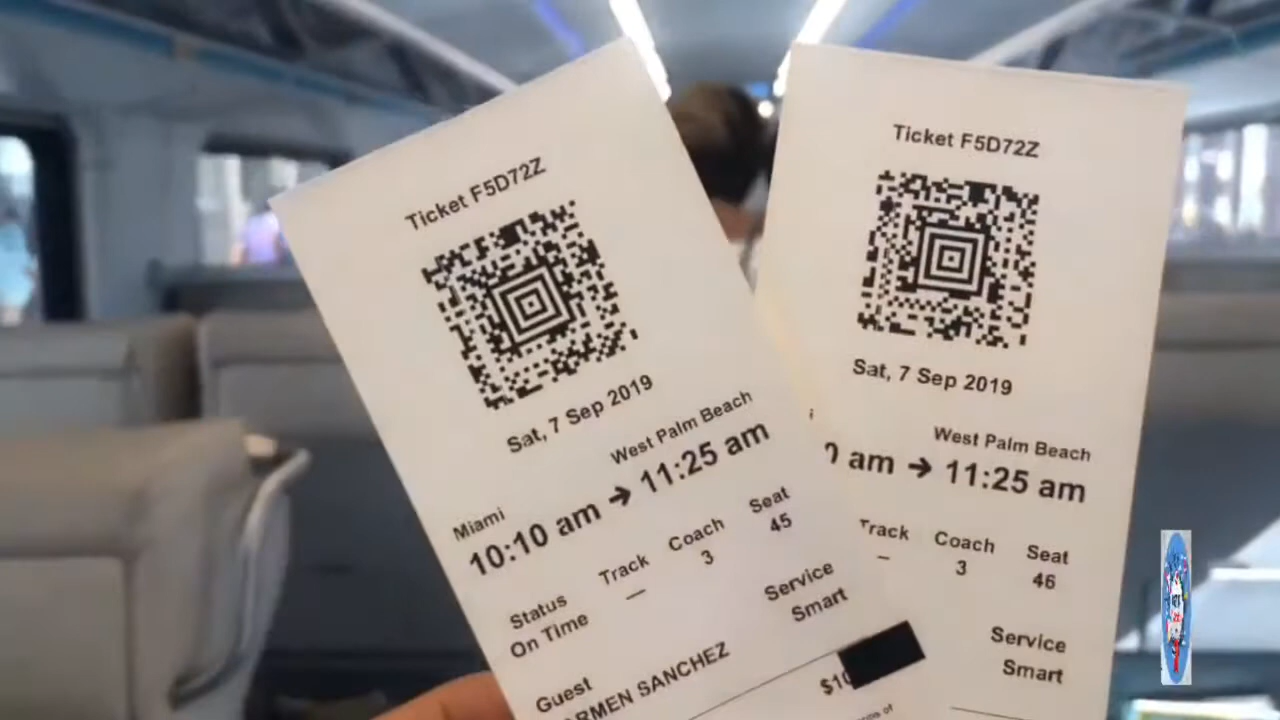 Ticket F5D72Z
Sat, 7 Sep 2019
Miami West Palm Beach
10:10 am → 11:25 am
Status Track Coach Seat
On Time — 3 45
Guest Service
ARMEN SANCHEZ Smart
$10
Ticket F5D72Z
Sat, 7 Sep 2019
West Palm Beach
0 am → 11:25 am
Track Coach Seat
— 3 46
Service
Smart